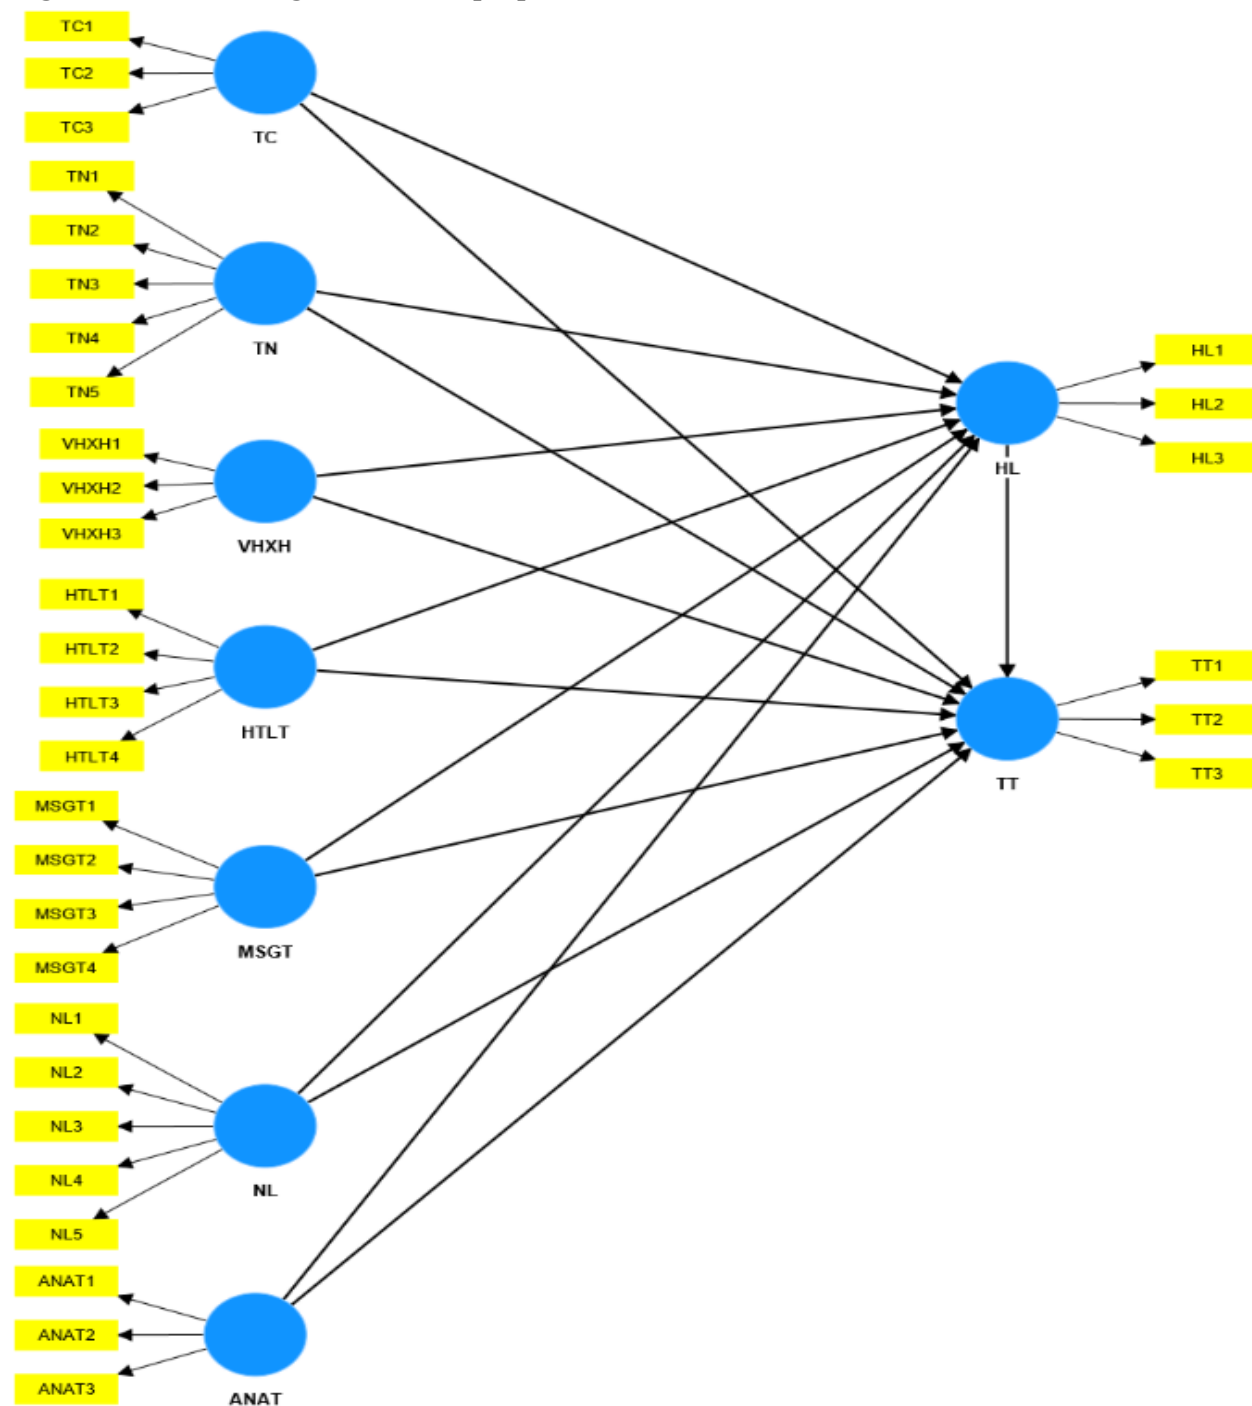 TC1
TC2
TC3
TC
TN1
TN2
TN3
TN4
TN5
TN
VHXH1
VHXH2
VHXH3
VHXH
HTLT1
HTLT2
HTLT3
HTLT4
HTLT
MSGT1
MSGT2
MSGT3
MSGT4
MSGT
NL1
NL2
NL3
NL4
NL5
NL
ANAT1
ANAT2
ANAT3
ANAT
HL1
HL2
HL3
HL
TT1
TT2
TT3
TT